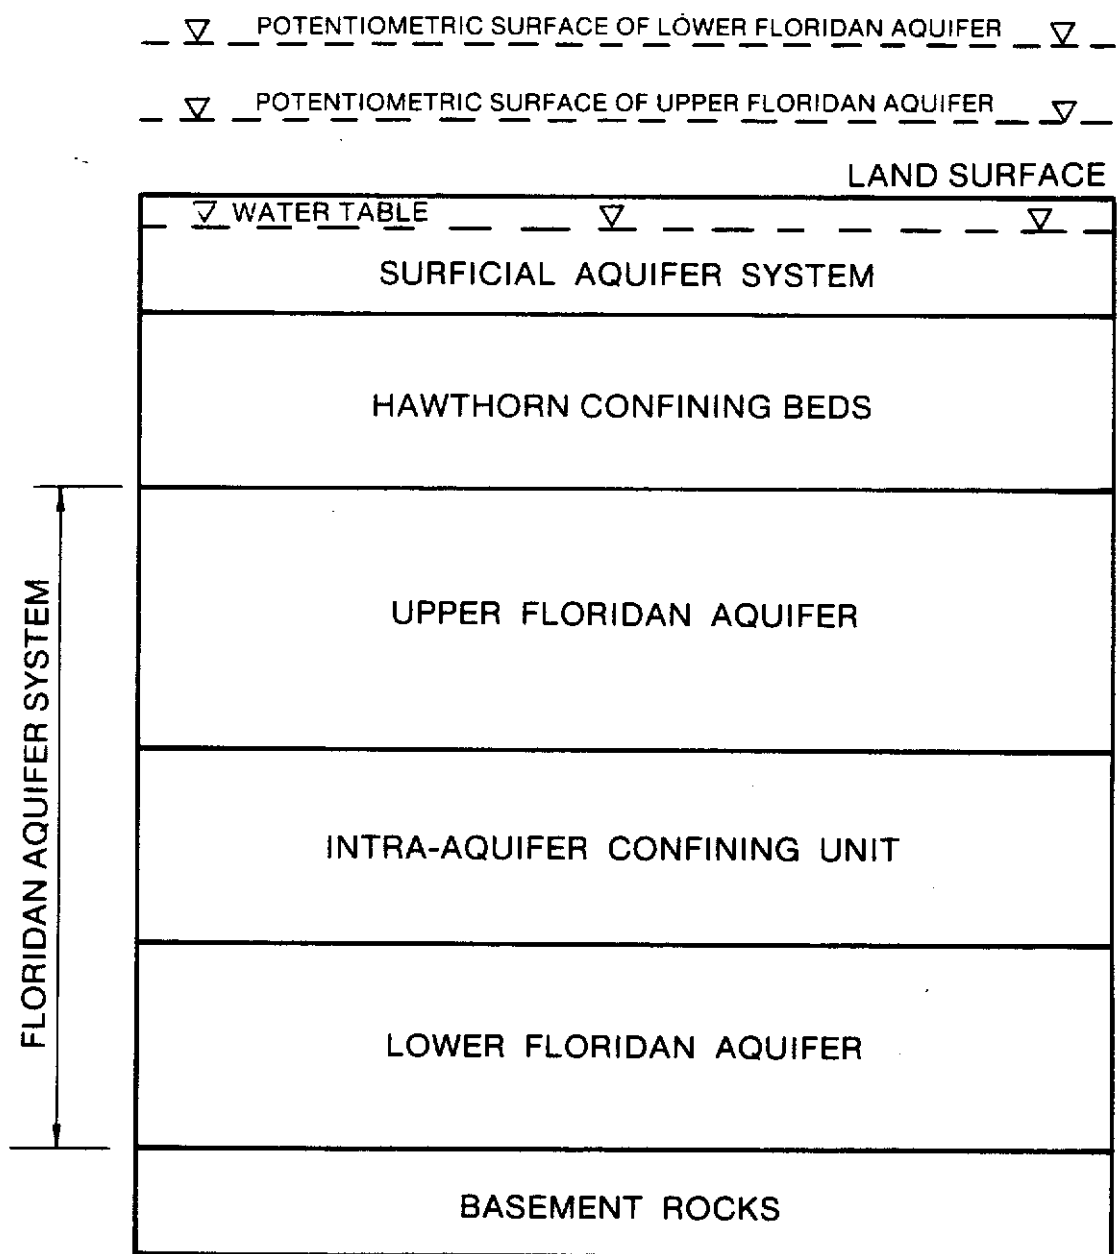 POTENTIOMETRIC SURFACE OF LOWER FLORIDAN AQUIFER
POTENTIOMETRIC SURFACE OF UPPER FLORIDAN AQUIFER
LAND SURFACE
WATER TABLE
SURFICIAL AQUIFER SYSTEM
HAWTHORN CONFINING BEDS
UPPER FLORIDAN AQUIFER
INTRA-AQUIFER CONFINING UNIT
LOWER FLORIDAN AQUIFER
BASEMENT ROCKS
FLORIDAN AQUIFER SYSTEM